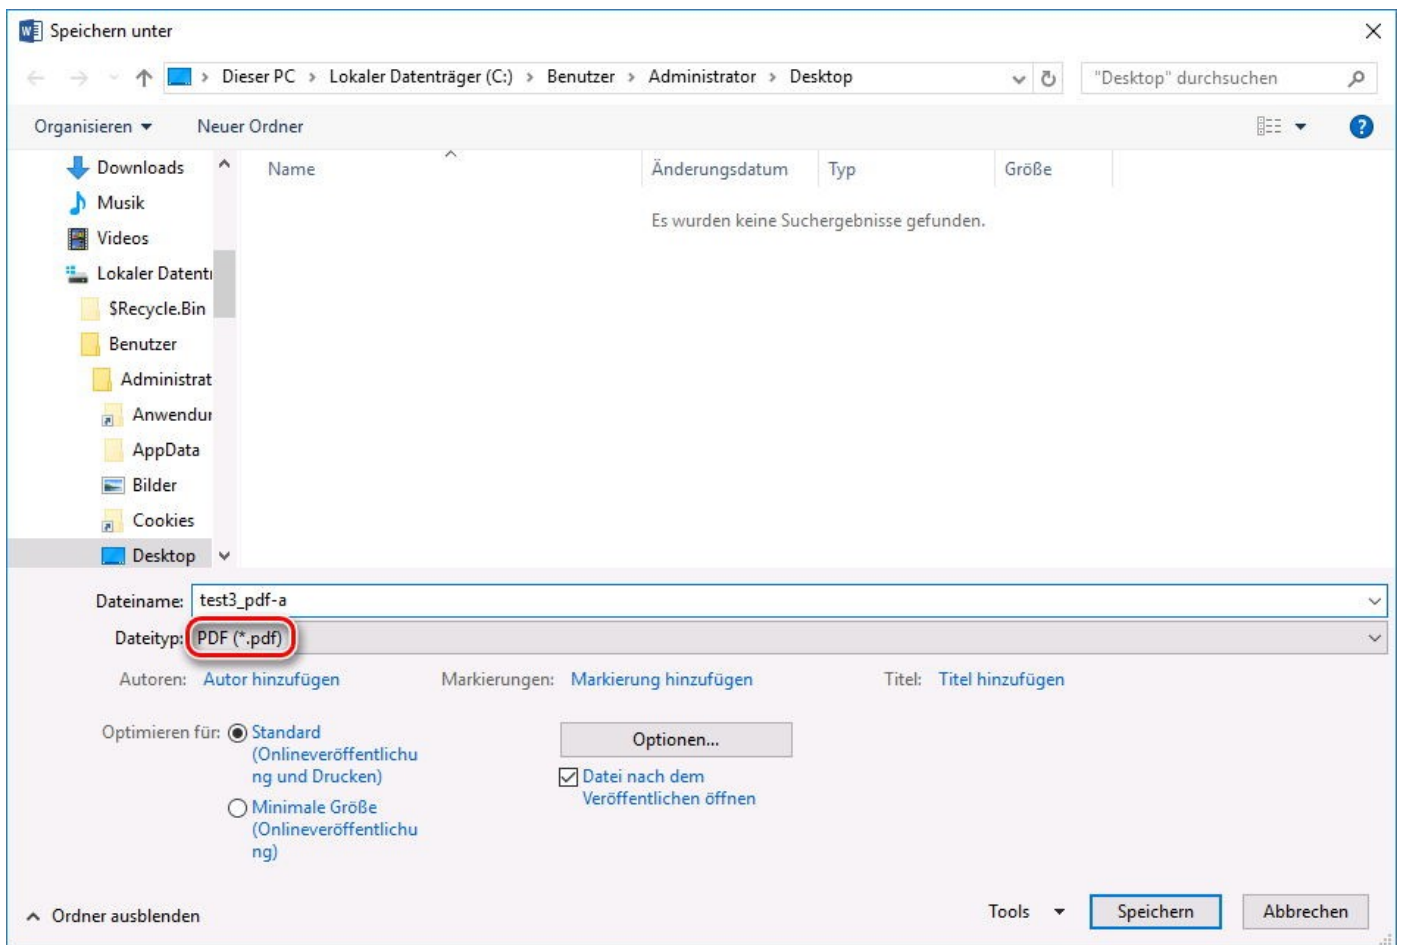 Speichern unter
Dieser PC > Lokaler Datenträger (C:) > Benutzer > Administrator > Desktop
"Desktop" durchsuchen
Organisieren
Neuer Ordner
Downloads
Musik
Videos
Lokaler Datentr
$Recycle.Bin
Benutzer
Administrat
Anwendun
AppData
Bilder
Cookies
Desktop
Name
Änderungsdatum
Typ
Größe
Es wurden keine Suchergebnisse gefunden.
Dateiname: test3_pdf-a
Dateityp: PDF (*.pdf)
Autoren: Autor hinzufügen
Markierungen: Markierung hinzufügen
Titel: Titel hinzufügen
Optimieren für: Standard
(Onlineveröffentlichu
ng und Drucken)
Minimale Größe
(Onlineveröffentlichu
ng)
Optionen...
Datei nach dem
Veröffentlichen öffnen
Ordner ausblenden
Tools
Speichern
Abbrechen